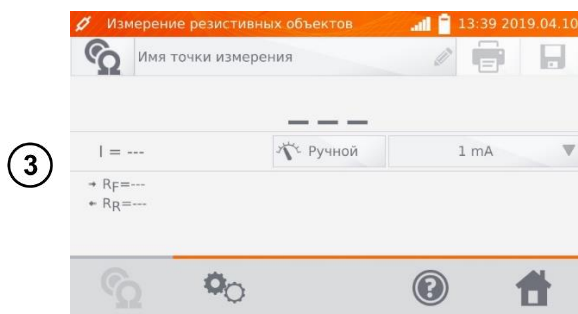 Измерение резистивных объектов 13:39 2019.04.10
Имя точки измерения
---
I = --- Ручной 1 mA
→ RF=---
← RR=---
3
?